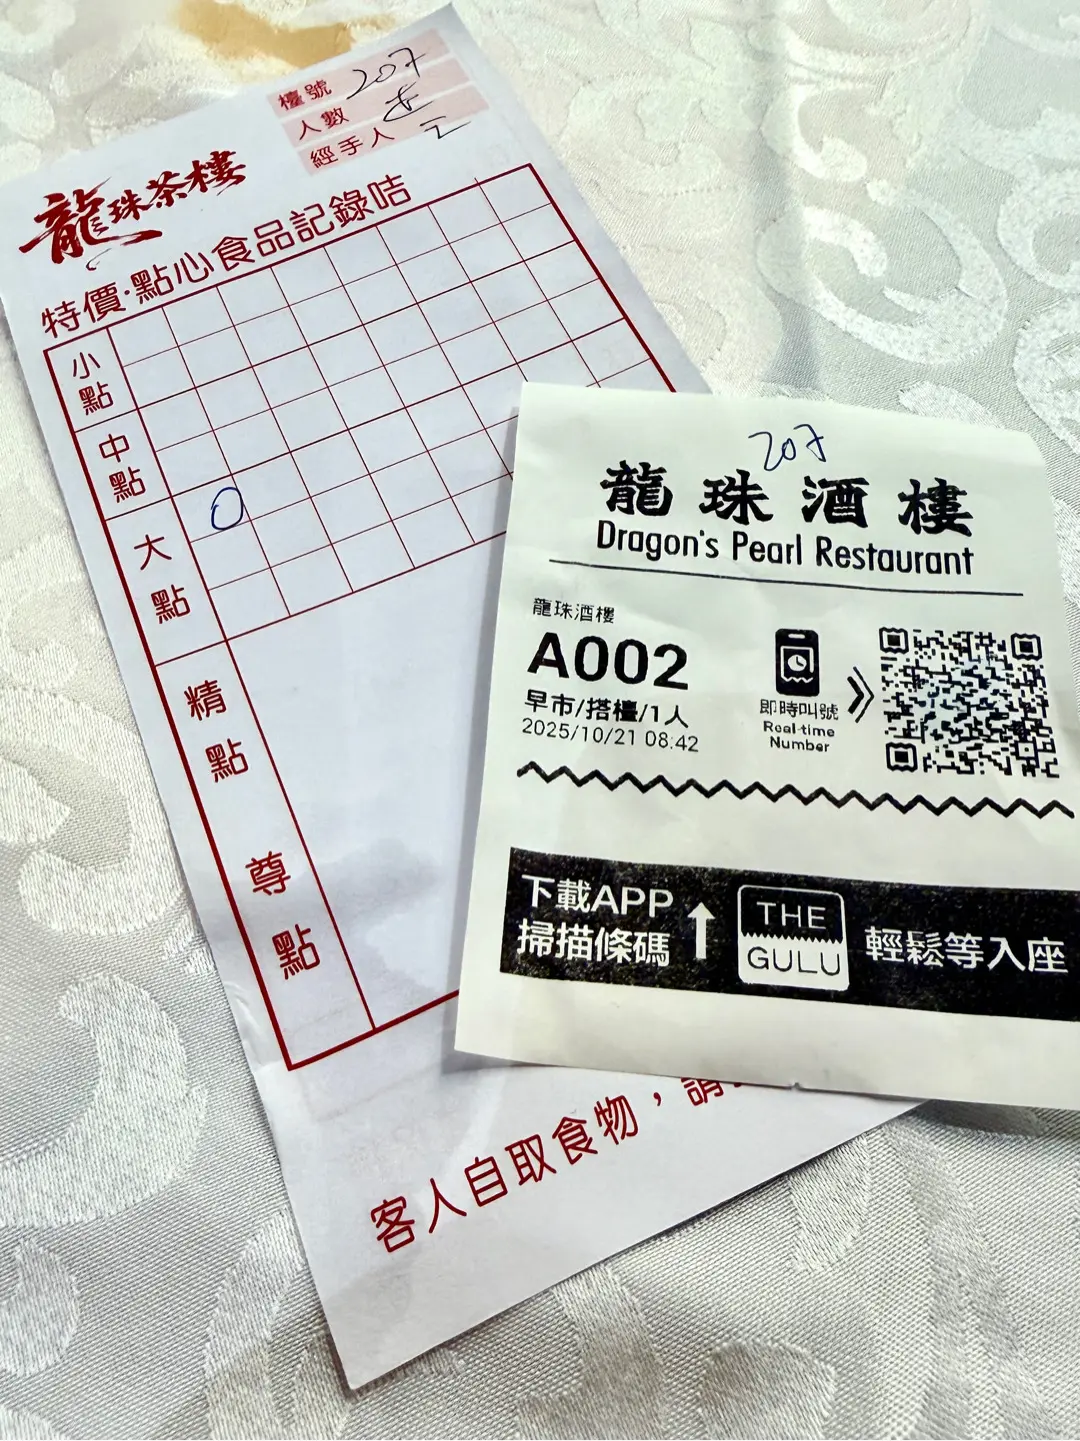 檯號 207
人數
經手人
龍珠茶樓
特價·點心食品記錄咭
小點
中點
大點
精點
尊點
客人自取食物，請
207
龍珠酒樓
Dragon's Pearl Restaurant
龍珠酒樓
A002
早市/搭檯/1人
2025/10/21 08:42
即時叫號
Real-time
Number
下載APP
掃描條碼
THE
GULU
輕鬆等入座